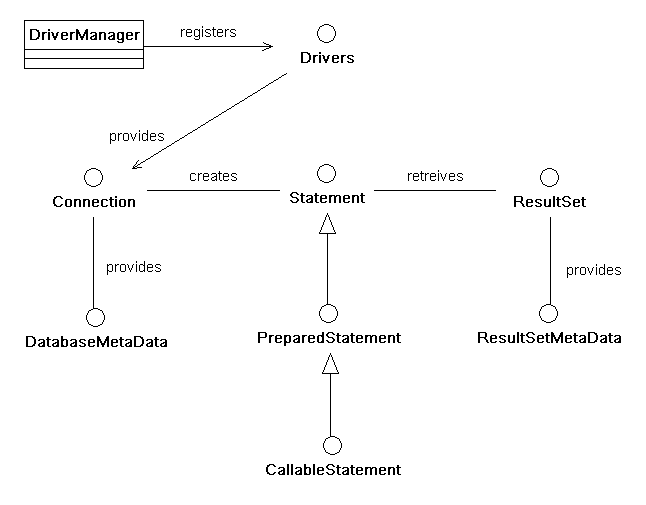 DriverManager
registers
Drivers
provides
Connection
creates
Statement
retreives
ResultSet
provides
provides
DatabaseMetaData
PreparedStatement
ResultSetMetaData
CallableStatement